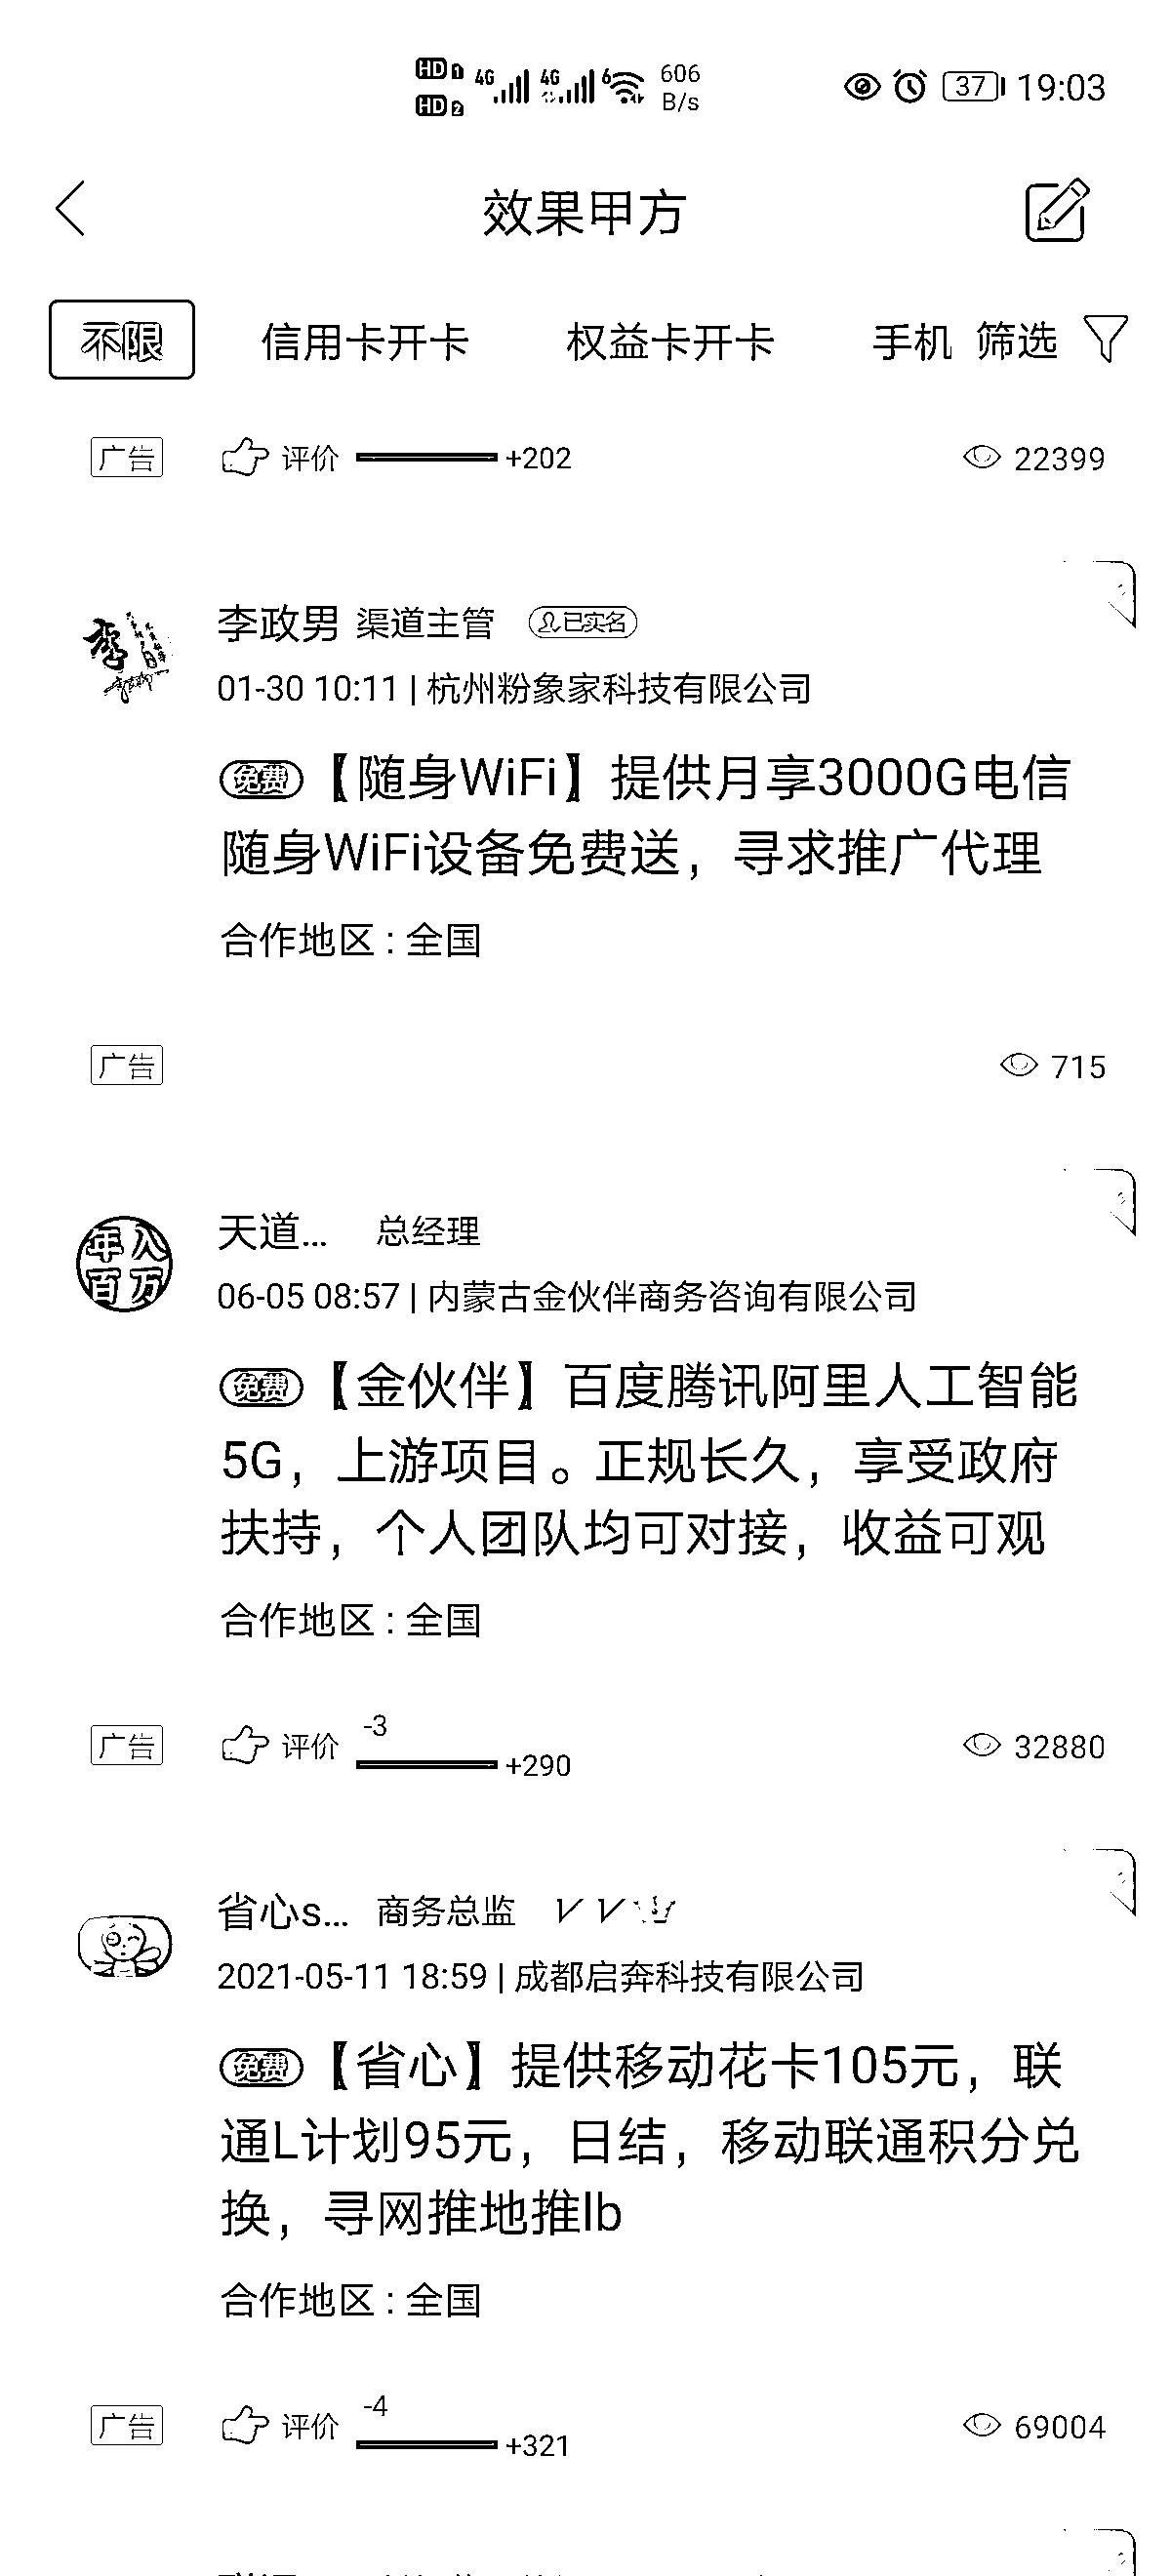 HD 1 4G 4G 6 606 37 19:03
HD 2 B/s
效果甲方
不限 信用卡开卡 权益卡开卡 手机 筛选
广告 评价 +202 22399
李政男 渠道主管 已实名
01-30 10:11 | 杭州粉象家科技有限公司
免费【随身WiFi】提供月享3000G电信
随身WiFi设备免费送，寻求推广代理
合作地区 : 全国
广告 715
年入
百万
天道... 总经理
06-05 08:57 | 内蒙古金伙伴商务咨询有限公司
免费【金伙伴】百度腾讯阿里人工智能
5G，上游项目。正规长久，享受政府
扶持，个人团队均可对接，收益可观
合作地区 : 全国
-3
广告 评价 +290 32880
省心s... 商务总监
2021-05-11 18:59 | 成都启奔科技有限公司
免费【省心】提供移动花卡105元，联
通L计划95元，日结，移动联通积分兑
换，寻网推地推lb
合作地区 : 全国
-4
广告 评价 +321 69004